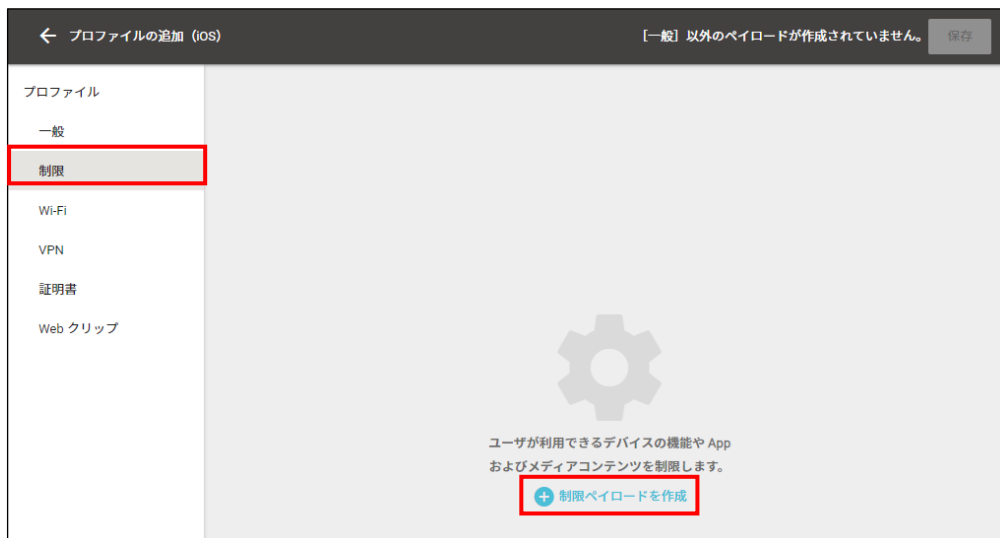 ← プロファイルの追加（iOS）
［一般］以外のペイロードが作成されていません。
保存
プロファイル
一般
制限
Wi-Fi
VPN
証明書
Web クリップ
ユーザが利用できるデバイスの機能や App
およびメディアコンテンツを制限します。
制限ペイロードを作成